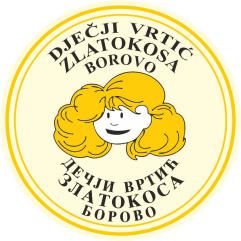 DJEČJI VRTIĆ
ZLATOKOSA
BOROVO
ДЕЧЈИ ВРТИЋ
ЗЛАТОКОСА
БОРОВО